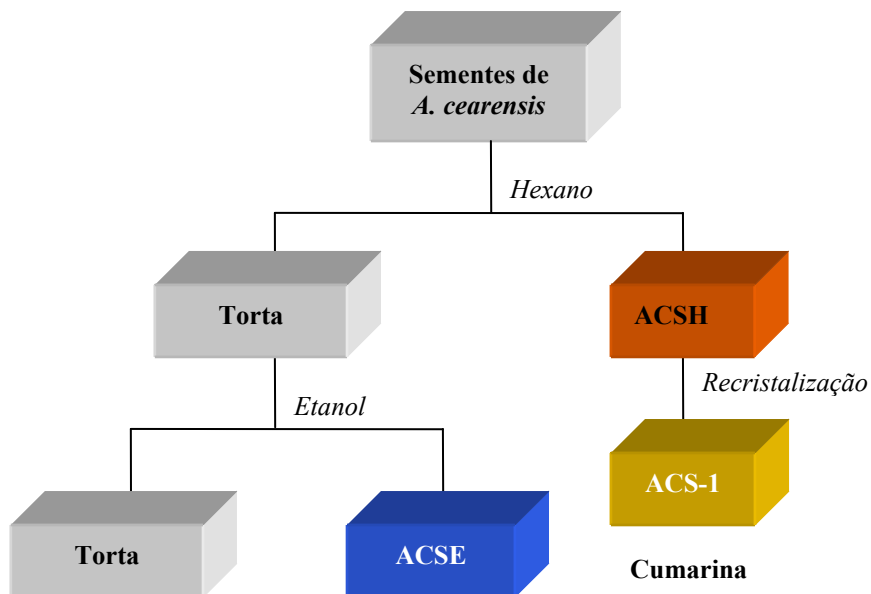 Sementes de
A. cearensis
Hexano
Torta
ACSH
Recristalização
Etanol
ACS-1
Torta
ACSE
Cumarina